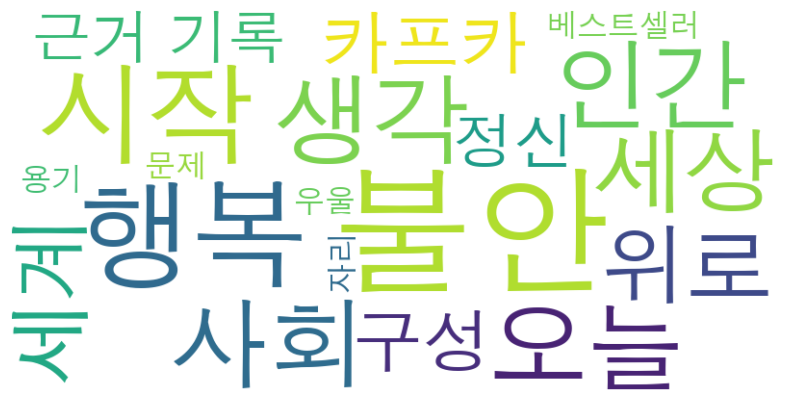 근거 기록 카프카 베스트셀러
시작 생각 인간
정신
세상
용기 문제
행복 우울 불안
세계
자리
위로
사회 구성 오늘